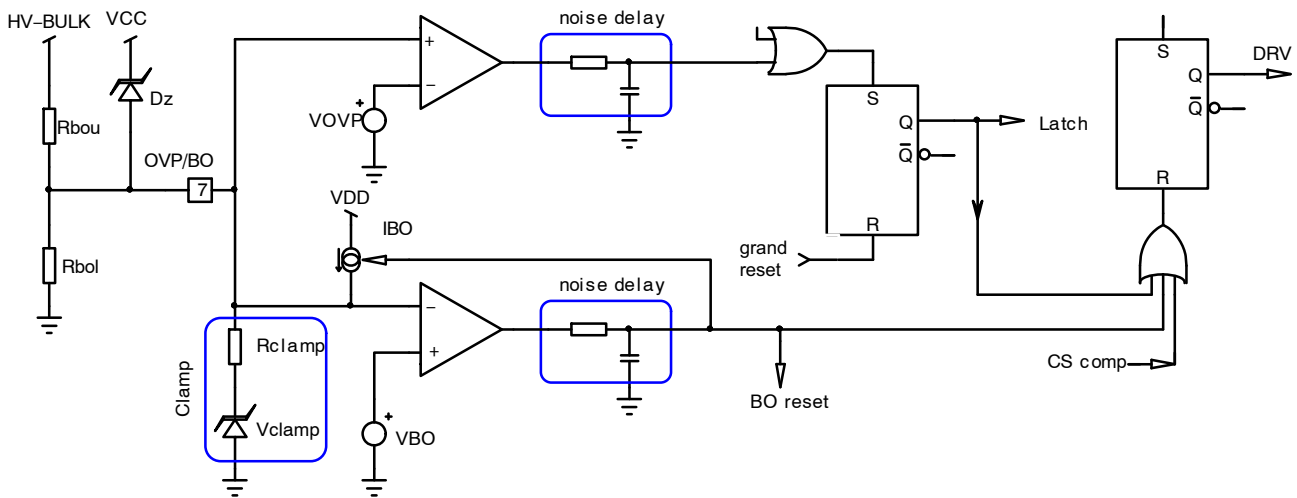 HV−BULK
VCC
noise delay
Dz
Rbou
VOVP
+
−
+
OVP/BO
7
S
Q
Q
R
Latch
S
Q
Q
R
DRV
VDD
IBO
grand
reset
noise delay
Rbol
−
+
Clamp
Rclamp
Vclamp
+
VBO
BO reset
CS comp